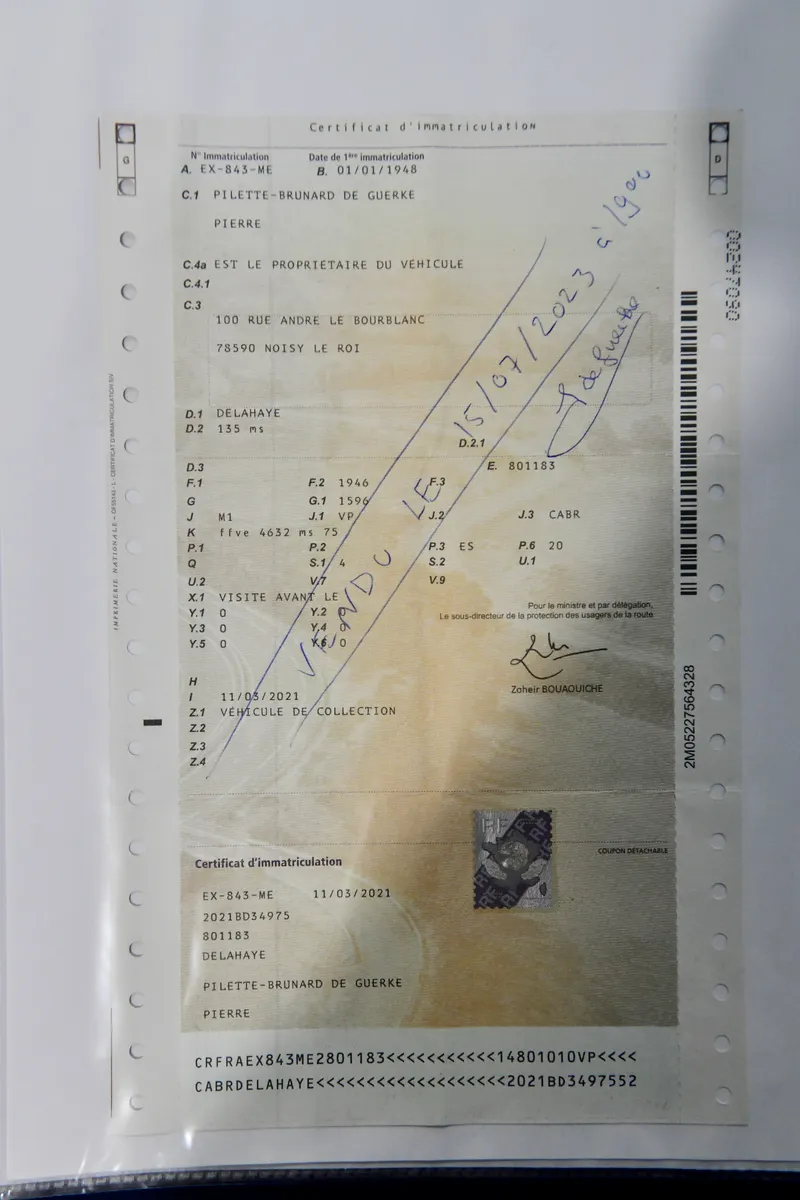 Certificat d'immatriculation
N° Immatriculation Date de 1ère immatriculation
A. EX-843-ME B. 01/01/1948
C.1 PILETTE-BRUNARD DE GUERKE
PIERRE
C.4a EST LE PROPRIETAIRE DU VEHICULE
C.4.1
C.3
100 RUE ANDRE LE BOURBLANC
78590 NOISY LE ROI
D.1 DELAHAYE
D.2 135 ms
D.2.1
D.3 E. 801183
F.1 F.2 1946 F.3
G G.1 1596
J M1 J.1 VP J.2 J.3 CABR
K ffve 4632 ms 75
P.1 P.2 P.3 ES P.6 20
Q S.1 4 S.2 U.1
U.2 V.7 V.9
X.1 VISITE AVANT LE
Y.1 0 Y.2 0
Y.3 0 Y.4 0
Y.5 0 Y.6 0
Pour le ministre et par délégation,
Le sous-directeur de la protection des usagers de la route
Zoheir BOUAOUICHE
H
I 11/03/2021
Z.1 VÉHICULE DE COLLECTION
Z.2
Z.3
Z.4
VENDU LE 15/07/2023 à 19h00
2M05227564328
COUPON DETACHABLE
Certificat d'immatriculation
EX-843-ME 11/03/2021
2021BD34975
801183
DELAHAYE
PILETTE-BRUNARD DE GUERKE
PIERRE
CRFRAEX843ME2801183<<<<<<<<<<<14801010VP<<<<
CABRDELAHAYE<<<<<<<<<<<<<<<<<<<<2021BD3497552